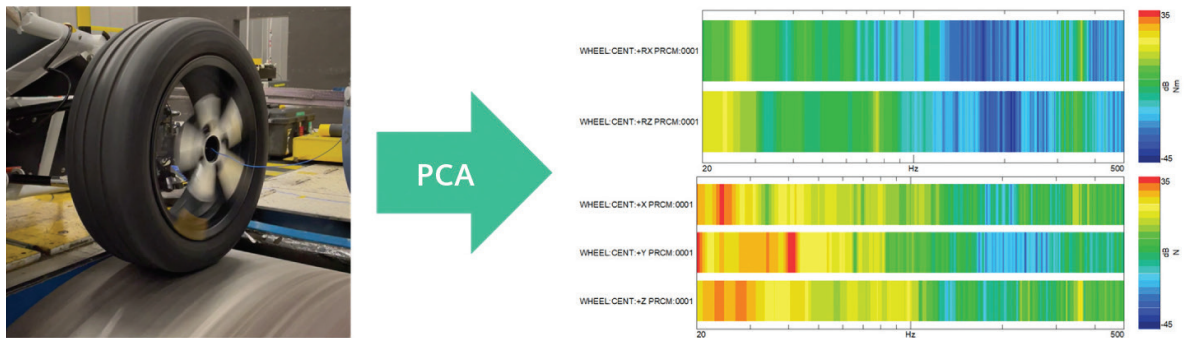 PCA
WHEEL:CENT:+RX PRCM:0001
WHEEL:CENT:+RZ PRCM:0001
20
Hz
500
35
dB
Nm
-45
WHEEL:CENT:+X PRCM:0001
WHEEL:CENT:+Y PRCM:0001
WHEEL:CENT:+Z PRCM:0001
20
Hz
500
35
dB
N
-45